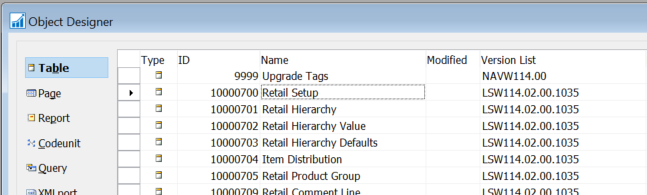 Object Designer
Type ID Name Modified Version List
Table
9999 Upgrade Tags NAVW114.00
Page
10000700 Retail Setup LSW114.02.00.1035
10000701 Retail Hierarchy LSW114.02.00.1035
Report
10000702 Retail Hierarchy Value LSW114.02.00.1035
Codeunit
10000703 Retail Hierarchy Defaults LSW114.02.00.1035
10000704 Item Distribution LSW114.02.00.1035
Query
10000705 Retail Product Group LSW114.02.00.1035
XMLport
10000709 Retail Comment Line LSW114.02.00.1035